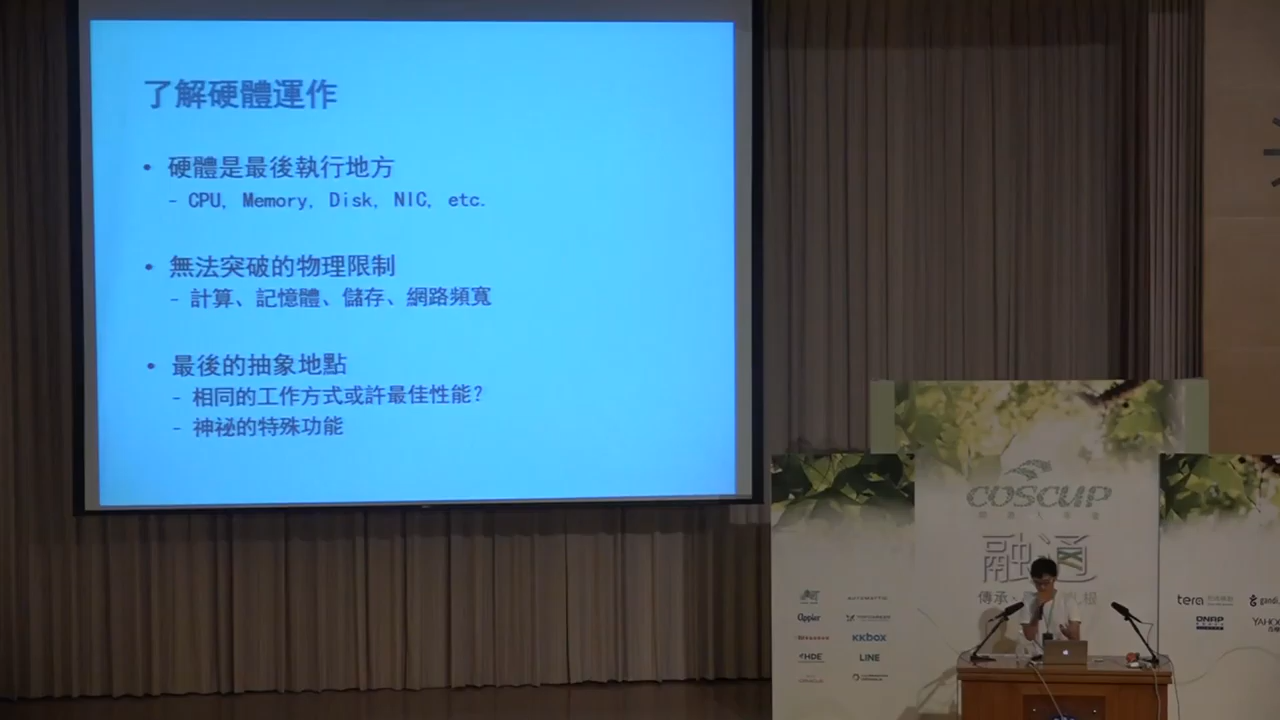 了解硬體運作
• 硬體是最後執行地方
- CPU, Memory, Disk, NIC, etc.
• 無法突破的物理限制
- 計算、記憶體、儲存、網路頻寬
• 最後的抽象地點
- 相同的工作方式或許最佳性能?
- 神祕的特殊功能
COSCUP
融通
傳承
根
AUTOMATTIC
Appier
KKBOX
HDE
LINE
tera
gandi
QNAP
YAHOO